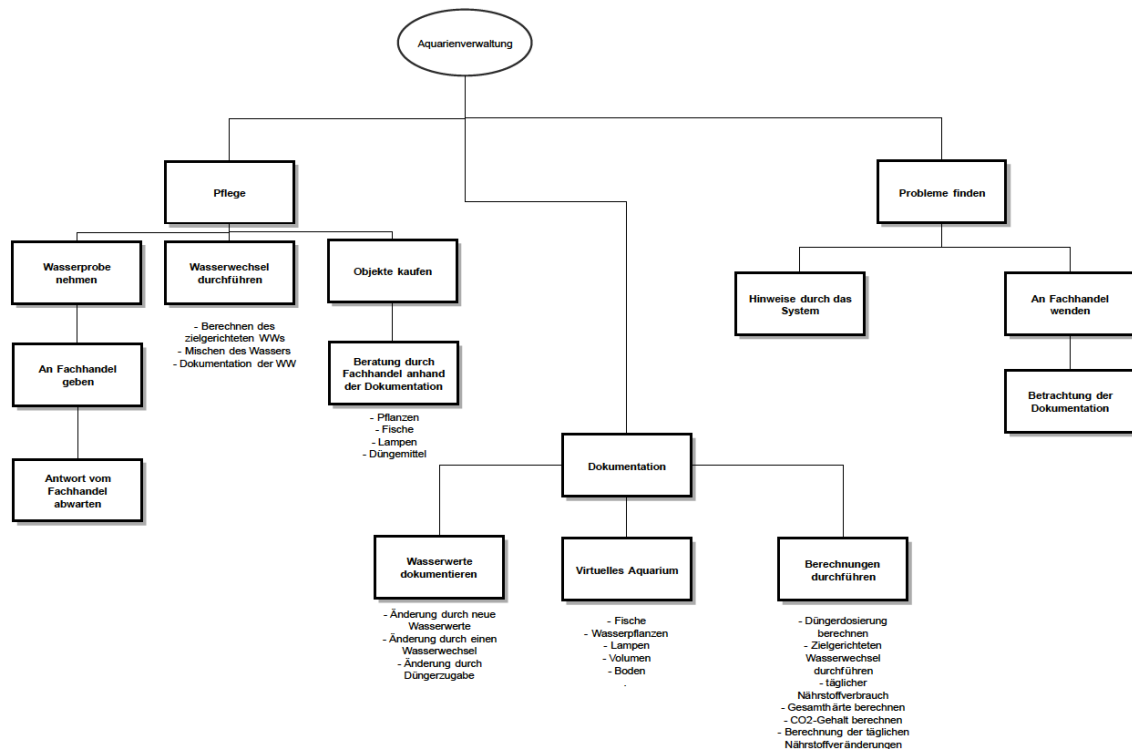 Aquarienverwaltung
Pflege
Probleme finden
Wasserprobe
nehmen
Wasserwechsel
durchführen
Objekte kaufen
Hinweise durch das
System
An Fachhandel
wenden
- Berechnen des
zielgerichteten WWs
- Mischen des Wassers
- Dokumentation der WW
An Fachhandel
geben
Beratung durch
Fachhandel anhand
der Dokumentation
Betrachtung der
Dokumentation
- Pflanzen
- Fische
- Lampen
- Düngemittel
Antwort vom
Fachhandel
abwarten
Dokumentation
Wasserwerte
dokumentieren
Virtuelles Aquarium
Berechnungen
durchführen
- Änderung durch neue
Wasserwerte
- Änderung durch einen
Wasserwechsel
- Änderung durch
Düngerzugabe
- Fische
- Wasserpflanzen
- Lampen
- Volumen
- Boden
.
- Düngerdosierung
berechnen
- Zielgerichteten
Wasserwechsel
durchführen
- täglicher
Nährstoffverbrauch
- Gesamthärte berechnen
- CO2-Gehalt berechnen
- Berechnung der täglichen
Nährstoffveränderungen